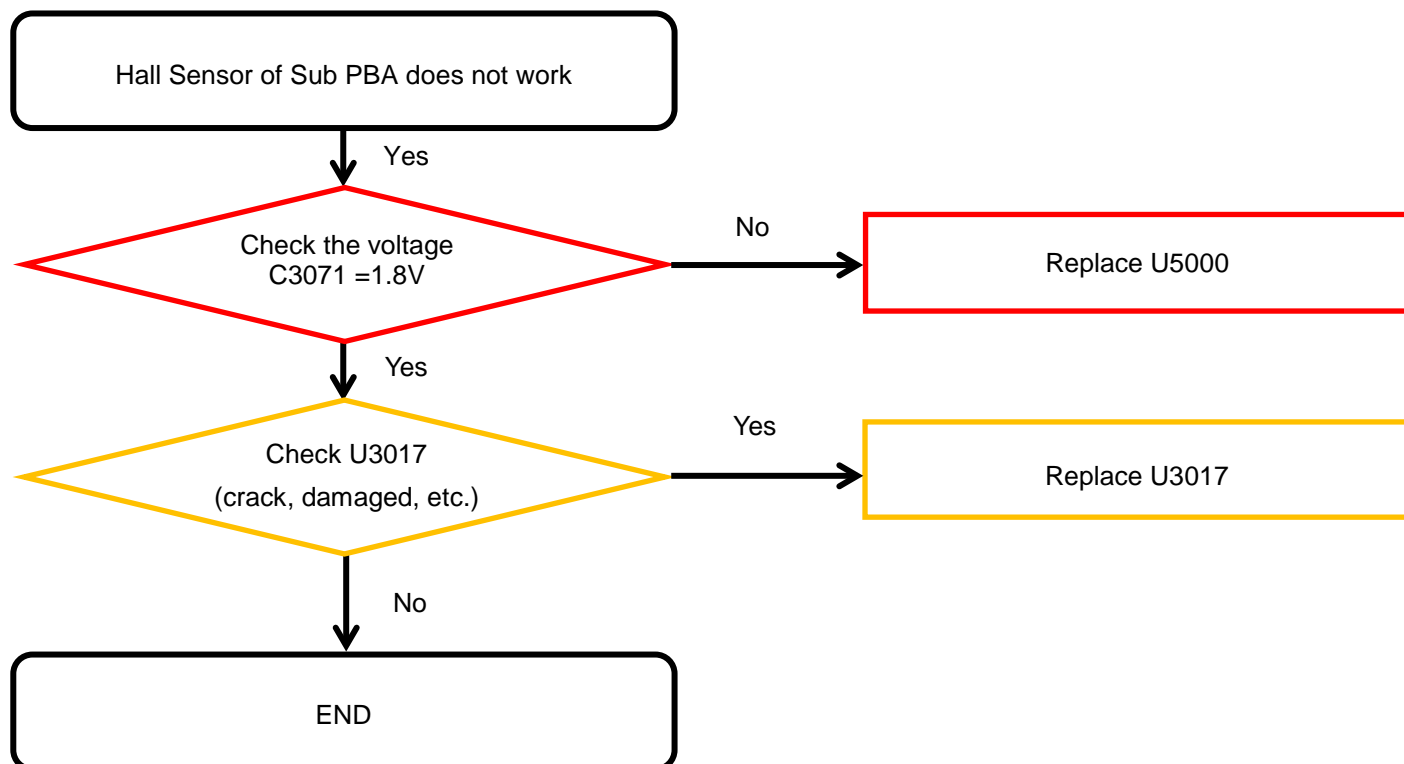 Hall Sensor of Sub PBA does not work
Yes
Check the voltage
C3071 =1.8V
No
Replace U5000
Yes
Check U3017
(crack, damaged, etc.)
Yes
Replace U3017
No
END